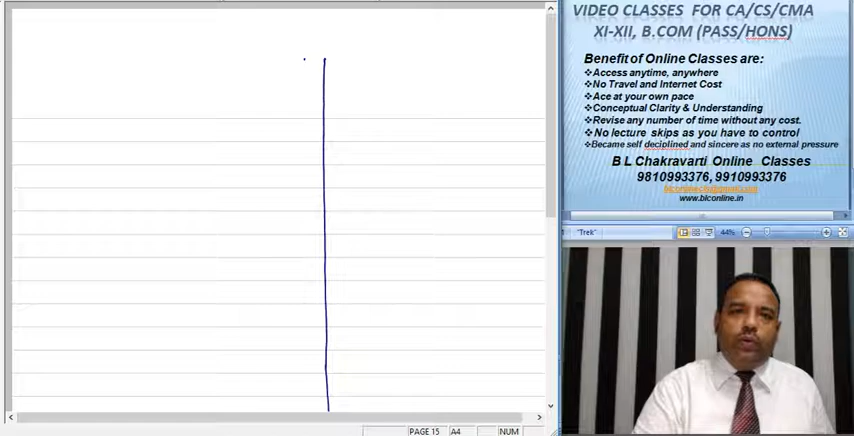 VIDEO CLASSES FOR CA/CS/CMA
XI-XII, B.COM (PASS/HONS)
Benefit of Online Classes are:
❖Access anytime, anywhere
❖No Travel and Internet Cost
❖Ace at your own pace
❖Conceptual Clarity & Understanding
❖Revise any number of time without any cost.
❖No lecture skips as you have to control
❖Became self deciplined and sincere as no external pressure
B L Chakravarti Online Classes
9810993376, 9910993376
www.blconline.in
"Trek"
44%
PAGE 15
A4
NUM